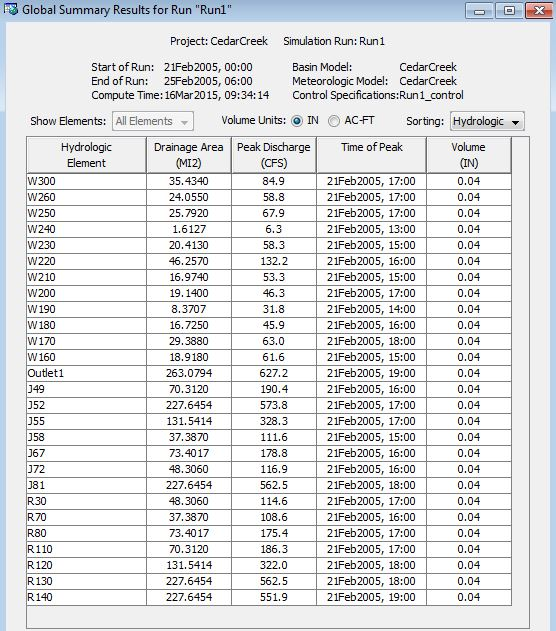 Global Summary Results for Run "Run1"
Project: CedarCreek Simulation Run: Run1
Start of Run: 21Feb2005, 00:00 Basin Model: CedarCreek
End of Run: 25Feb2005, 06:00 Meteorologic Model: CedarCreek
Compute Time: 16Mar2015, 09:34:14 Control Specifications: Run1_control
Show Elements: All Elements Volume Units: IN AC-FT Sorting: Hydrologic
Hydrologic Drainage Area Peak Discharge Time of Peak Volume
Element (MI2) (CFS) (IN)
W300 35.4340 84.9 21Feb2005, 17:00 0.04
W260 24.0550 58.8 21Feb2005, 17:00 0.04
W250 25.7920 67.9 21Feb2005, 17:00 0.04
W240 1.6127 6.3 21Feb2005, 13:00 0.04
W230 20.4130 58.3 21Feb2005, 15:00 0.04
W220 46.2570 132.2 21Feb2005, 16:00 0.04
W210 16.9740 53.3 21Feb2005, 15:00 0.04
W200 19.1400 46.3 21Feb2005, 17:00 0.04
W190 8.3707 31.8 21Feb2005, 14:00 0.04
W180 16.7250 45.9 21Feb2005, 16:00 0.04
W170 29.3880 63.0 21Feb2005, 18:00 0.04
W160 18.9180 61.6 21Feb2005, 15:00 0.04
Outlet1 263.0794 627.2 21Feb2005, 19:00 0.04
J49 70.3120 190.4 21Feb2005, 16:00 0.04
J52 227.6454 573.8 21Feb2005, 17:00 0.04
J55 131.5414 328.3 21Feb2005, 17:00 0.04
J58 37.3870 111.6 21Feb2005, 15:00 0.04
J67 73.4017 178.8 21Feb2005, 16:00 0.04
J72 48.3060 116.9 21Feb2005, 16:00 0.04
J81 227.6454 562.5 21Feb2005, 18:00 0.04
R30 48.3060 114.6 21Feb2005, 17:00 0.04
R70 37.3870 108.6 21Feb2005, 16:00 0.04
R80 73.4017 175.4 21Feb2005, 17:00 0.04
R110 70.3120 186.3 21Feb2005, 17:00 0.04
R120 131.5414 322.0 21Feb2005, 18:00 0.04
R130 227.6454 562.5 21Feb2005, 18:00 0.04
R140 227.6454 551.9 21Feb2005, 19:00 0.04